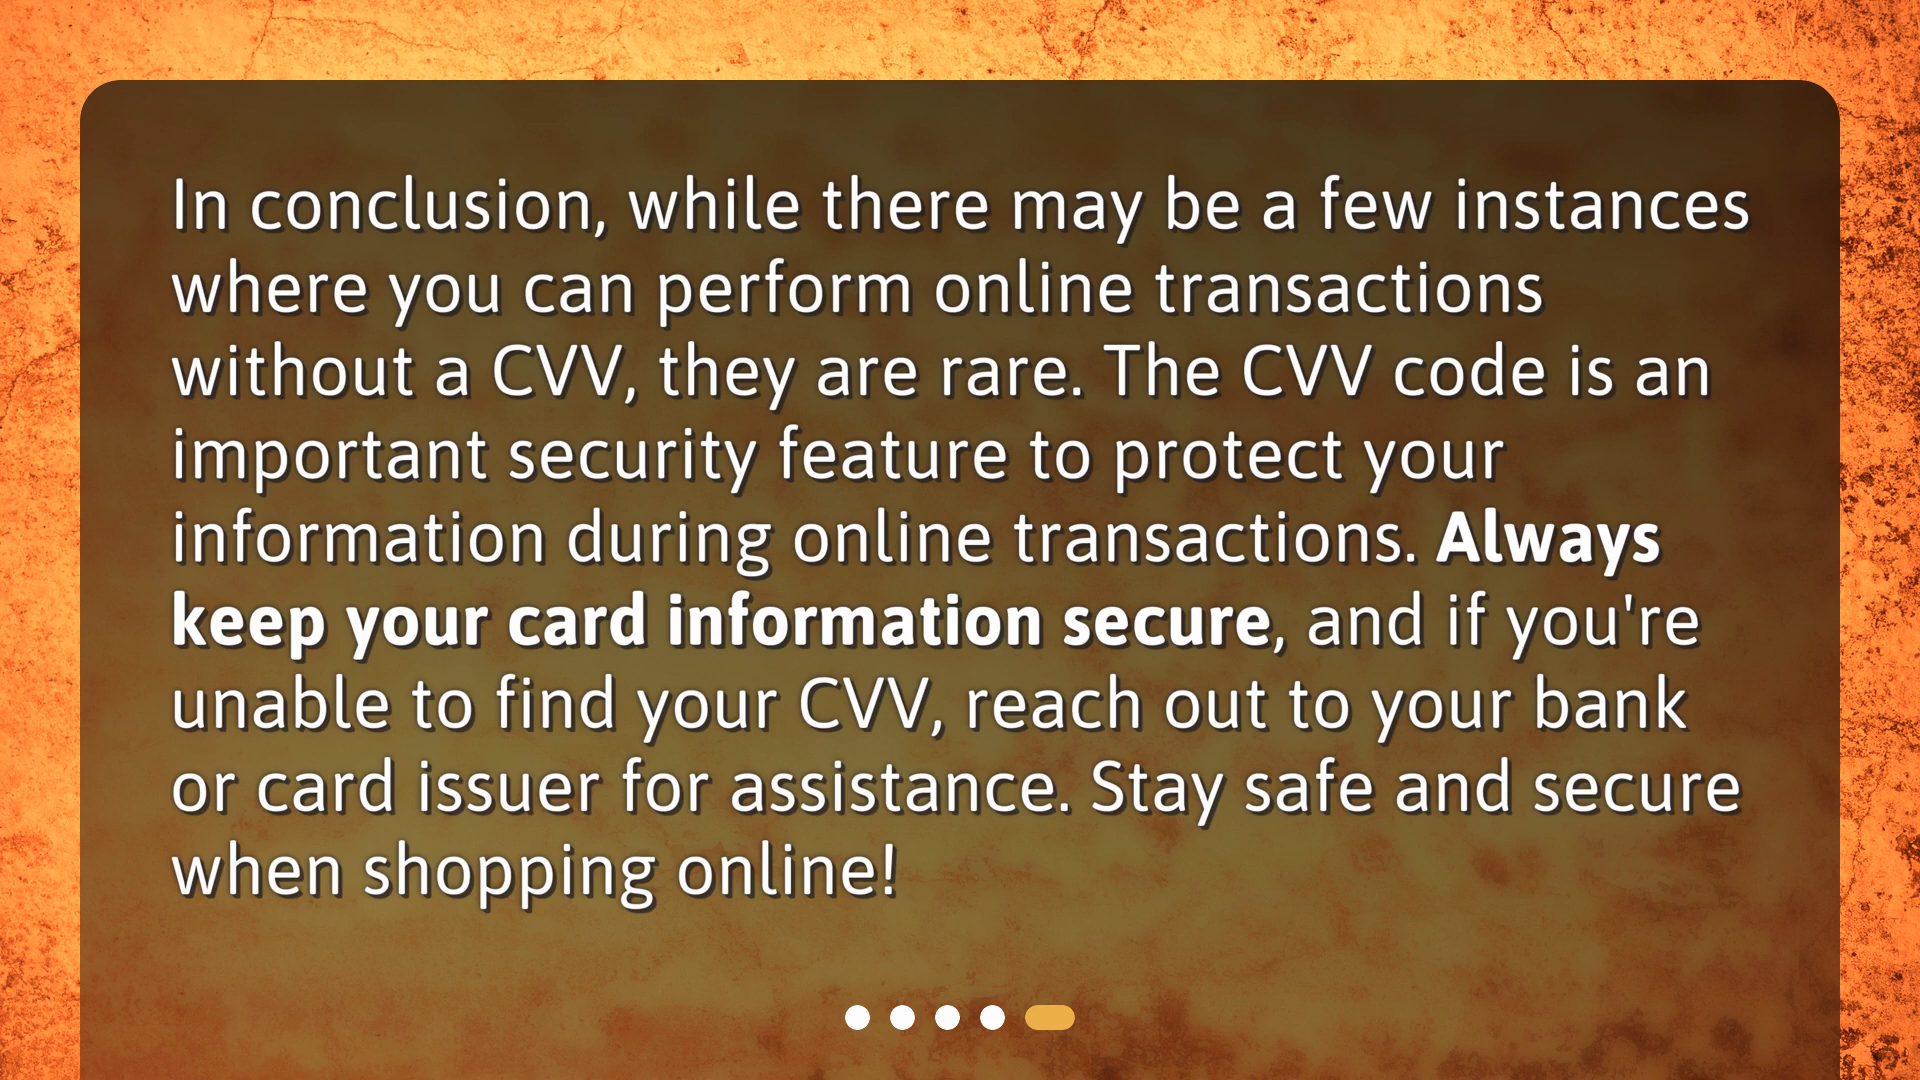 In conclusion, while there may be a few instances
where you can perform online transactions
without a CVV, they are rare. The CVV code is an
important security feature to protect your
information during online transactions. Always
keep your card information secure, and if you're
unable to find your CVV, reach out to your bank
or card issuer for assistance. Stay safe and secure
when shopping online!